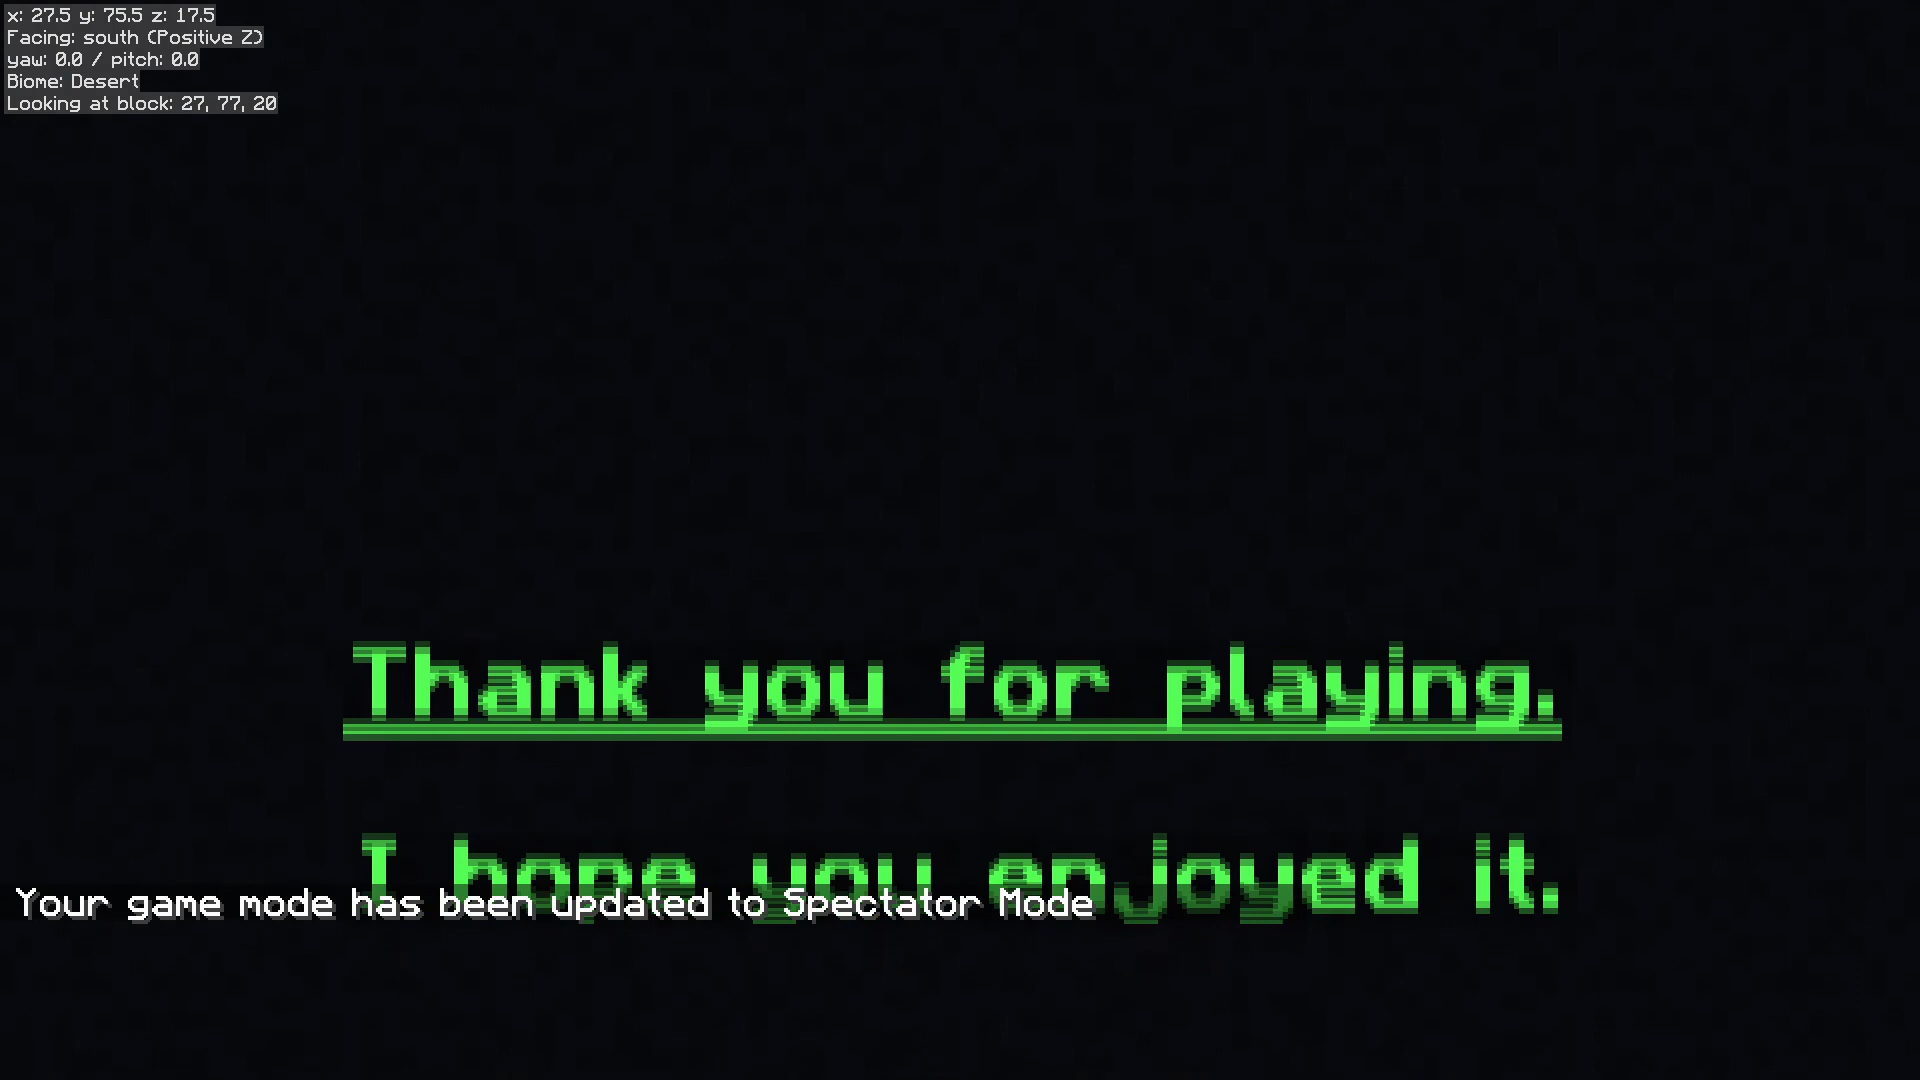 x: 27.5 y: 75.5 z: 17.5
Facing: south (Positive Z)
yaw: 0.0 / pitch: 0.0
Biome: Desert
Looking at block: 27, 77, 20
Thank you for playing.
I hope you enjoyed it.
Your game mode has been updated to Spectator Mode